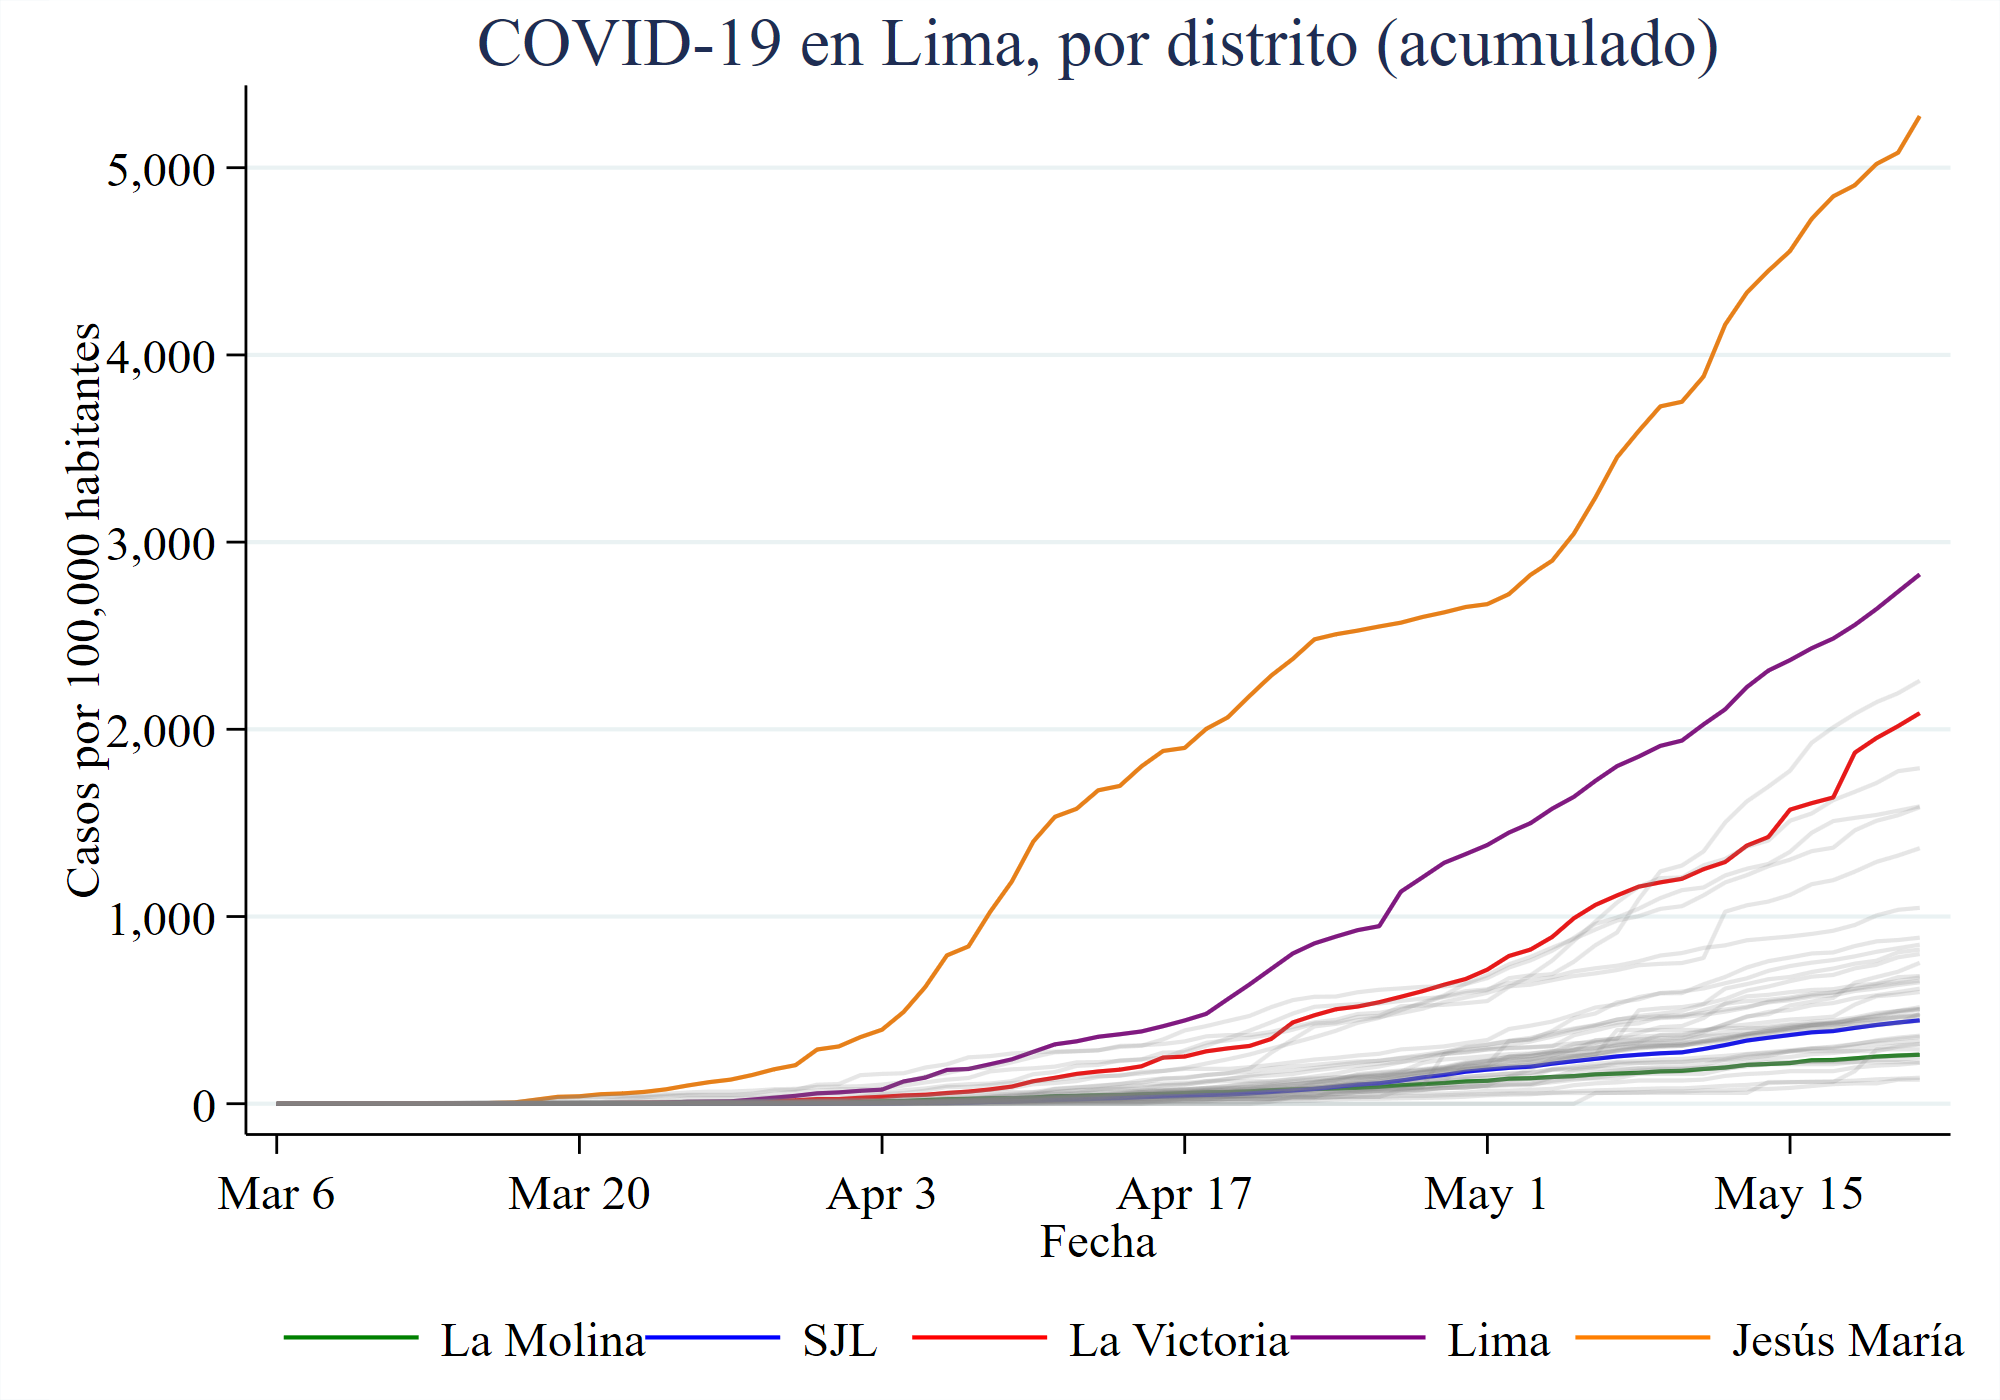 COVID-19 en Lima, por distrito (acumulado)
Casos por 100,000 habitantes
5,000
4,000
3,000
2,000
1,000
0
Mar 6 Mar 20 Apr 3 Apr 17 May 1 May 15
Fecha
La Molina SJL La Victoria Lima Jesús María